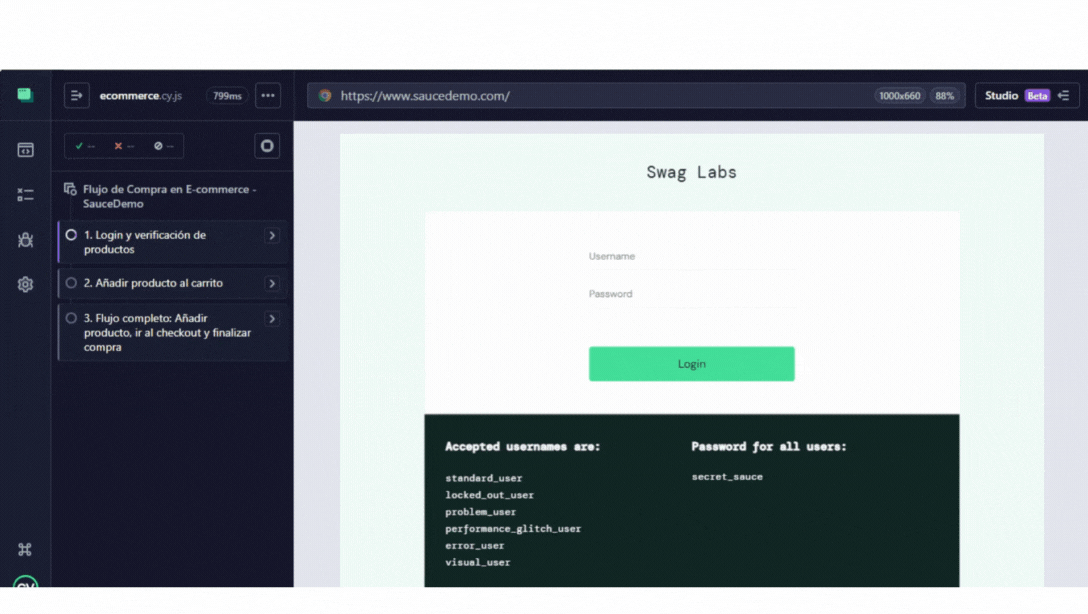 ecommerce.cy.js 799ms
https://www.saucedemo.com/ 1000x660 88% Studio Beta
-- -- --
Flujo de Compra en E-commerce -
SauceDemo
1. Login y verificación de
productos
2. Añadir producto al carrito
3. Flujo completo: Añadir
producto, ir al checkout y finalizar
compra
Swag Labs
Username
Password
Login
Accepted usernames are:
standard_user
locked_out_user
problem_user
performance_glitch_user
error_user
visual_user
Password for all users:
secret_sauce